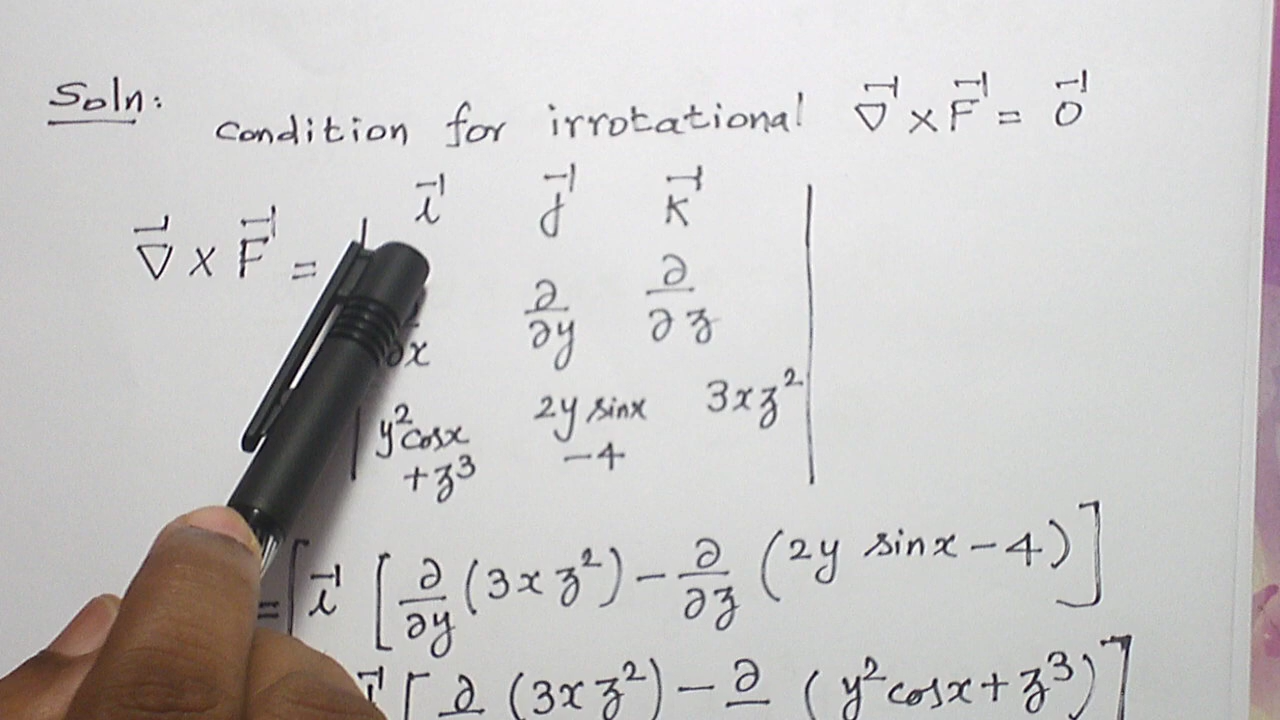 Soln:
condition for irrotational ∇⃗ × F⃗ = 0⃗
i⃗ j⃗ k⃗
∇⃗ × F⃗ =
∂x ∂/∂y ∂/∂z
y²cosx + z³ 2y sinx − 4 3xz²
= [ i⃗ [ ∂/∂y (3xz²) − ∂/∂z (2y sinx − 4) ]
[ ∂ (3xz²) − ∂ (y²cosx + z³) ]